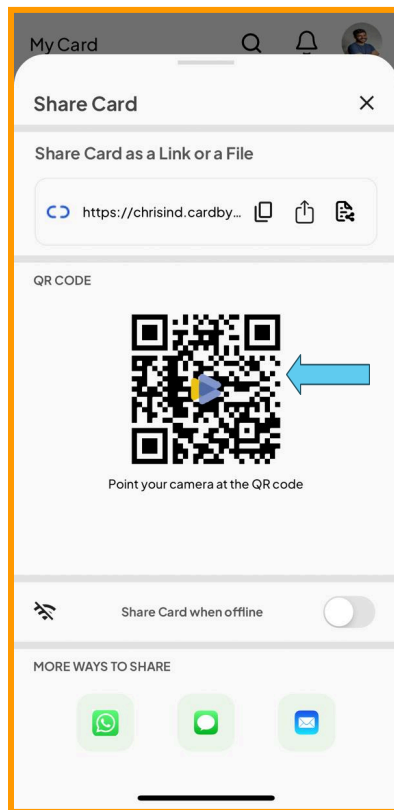 My Card
Share Card
Share Card as a Link or a File
https://chrisind.cardby...
QR CODE
Point your camera at the QR code
Share Card when offline
MORE WAYS TO SHARE